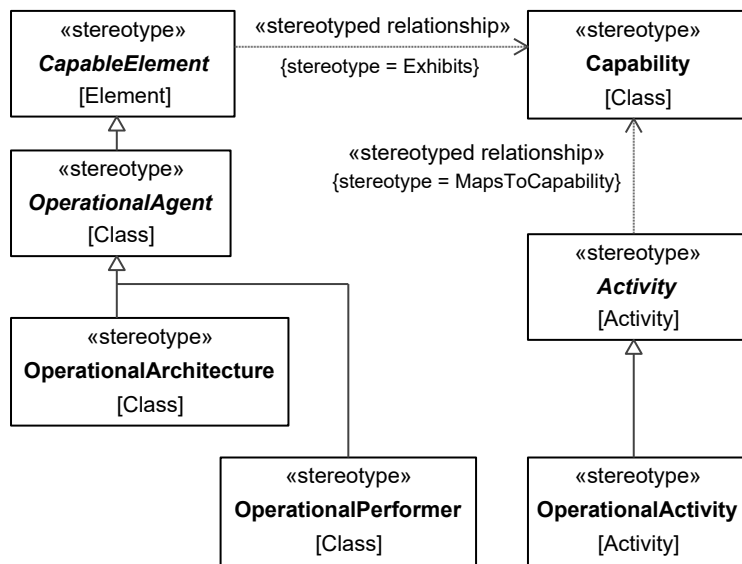 «stereotype»
CapableElement
[Element]
«stereotyped relationship»
{stereotype = Exhibits}
«stereotype»
Capability
[Class]
«stereotyped relationship»
{stereotype = MapsToCapability}
«stereotype»
OperationalAgent
[Class]
«stereotype»
Activity
[Activity]
«stereotype»
OperationalArchitecture
[Class]
«stereotype»
OperationalPerformer
[Class]
«stereotype»
OperationalActivity
[Activity]